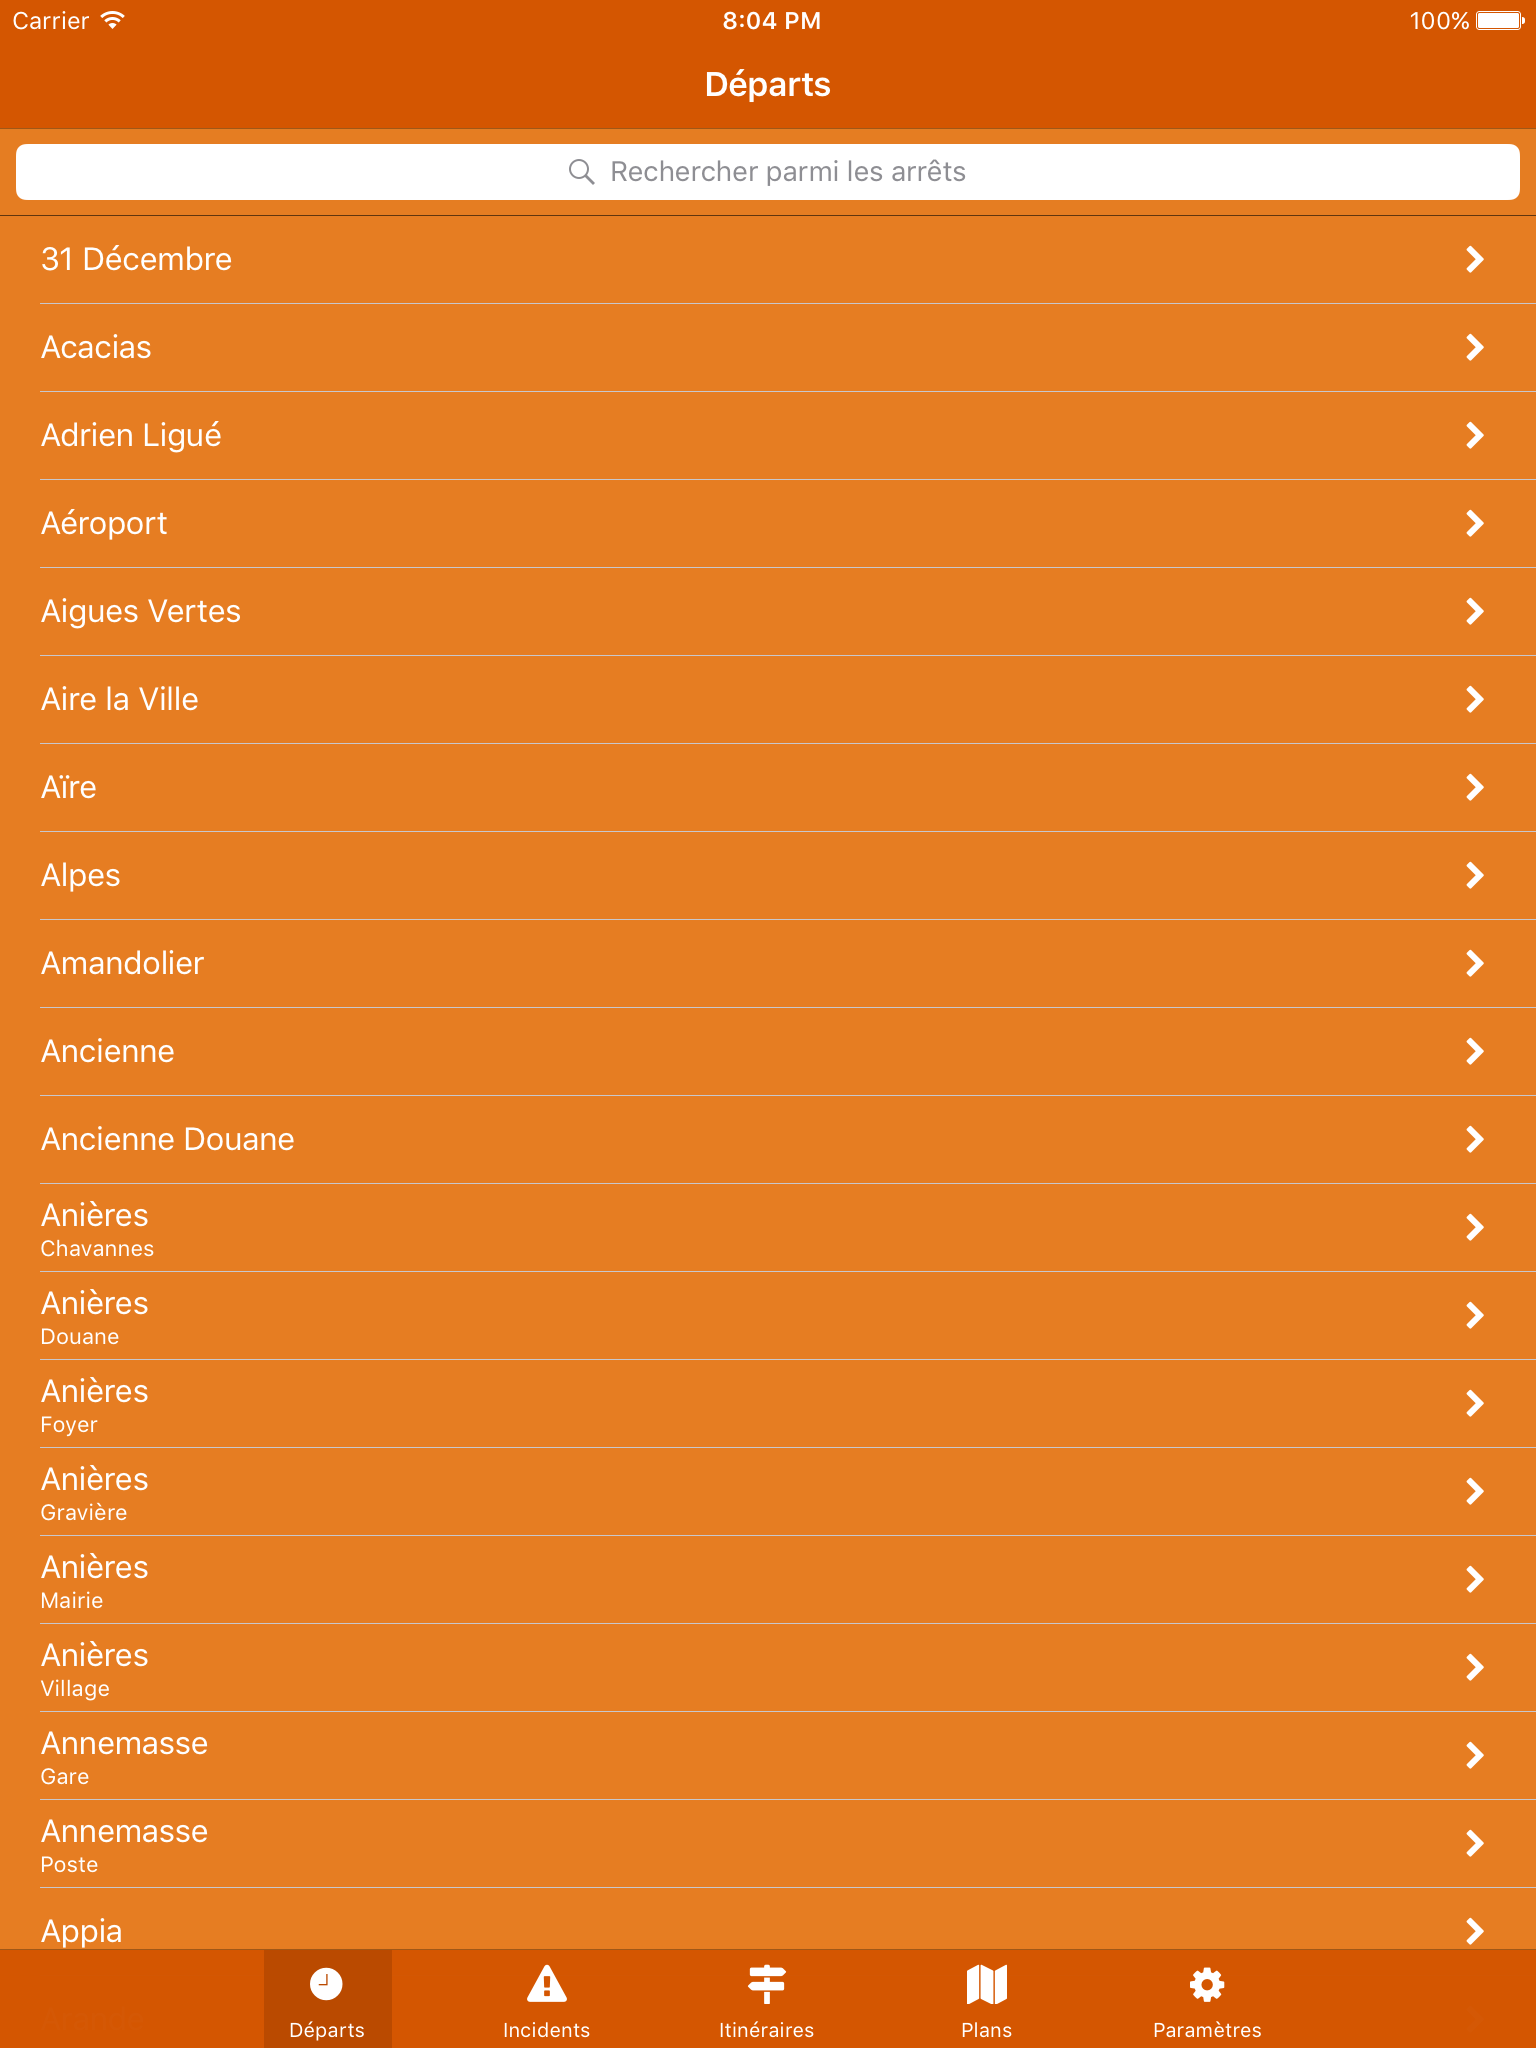 Carrier 8:04 PM 100%
Départs
Rechercher parmi les arrêts
31 Décembre
Acacias
Adrien Ligué
Aéroport
Aigues Vertes
Aire la Ville
Aïre
Alpes
Amandolier
Ancienne
Ancienne Douane
Anières
Chavannes
Anières
Douane
Anières
Foyer
Anières
Gravière
Anières
Mairie
Anières
Village
Annemasse
Gare
Annemasse
Poste
Appia
Départs Incidents Itinéraires Plans Paramètres